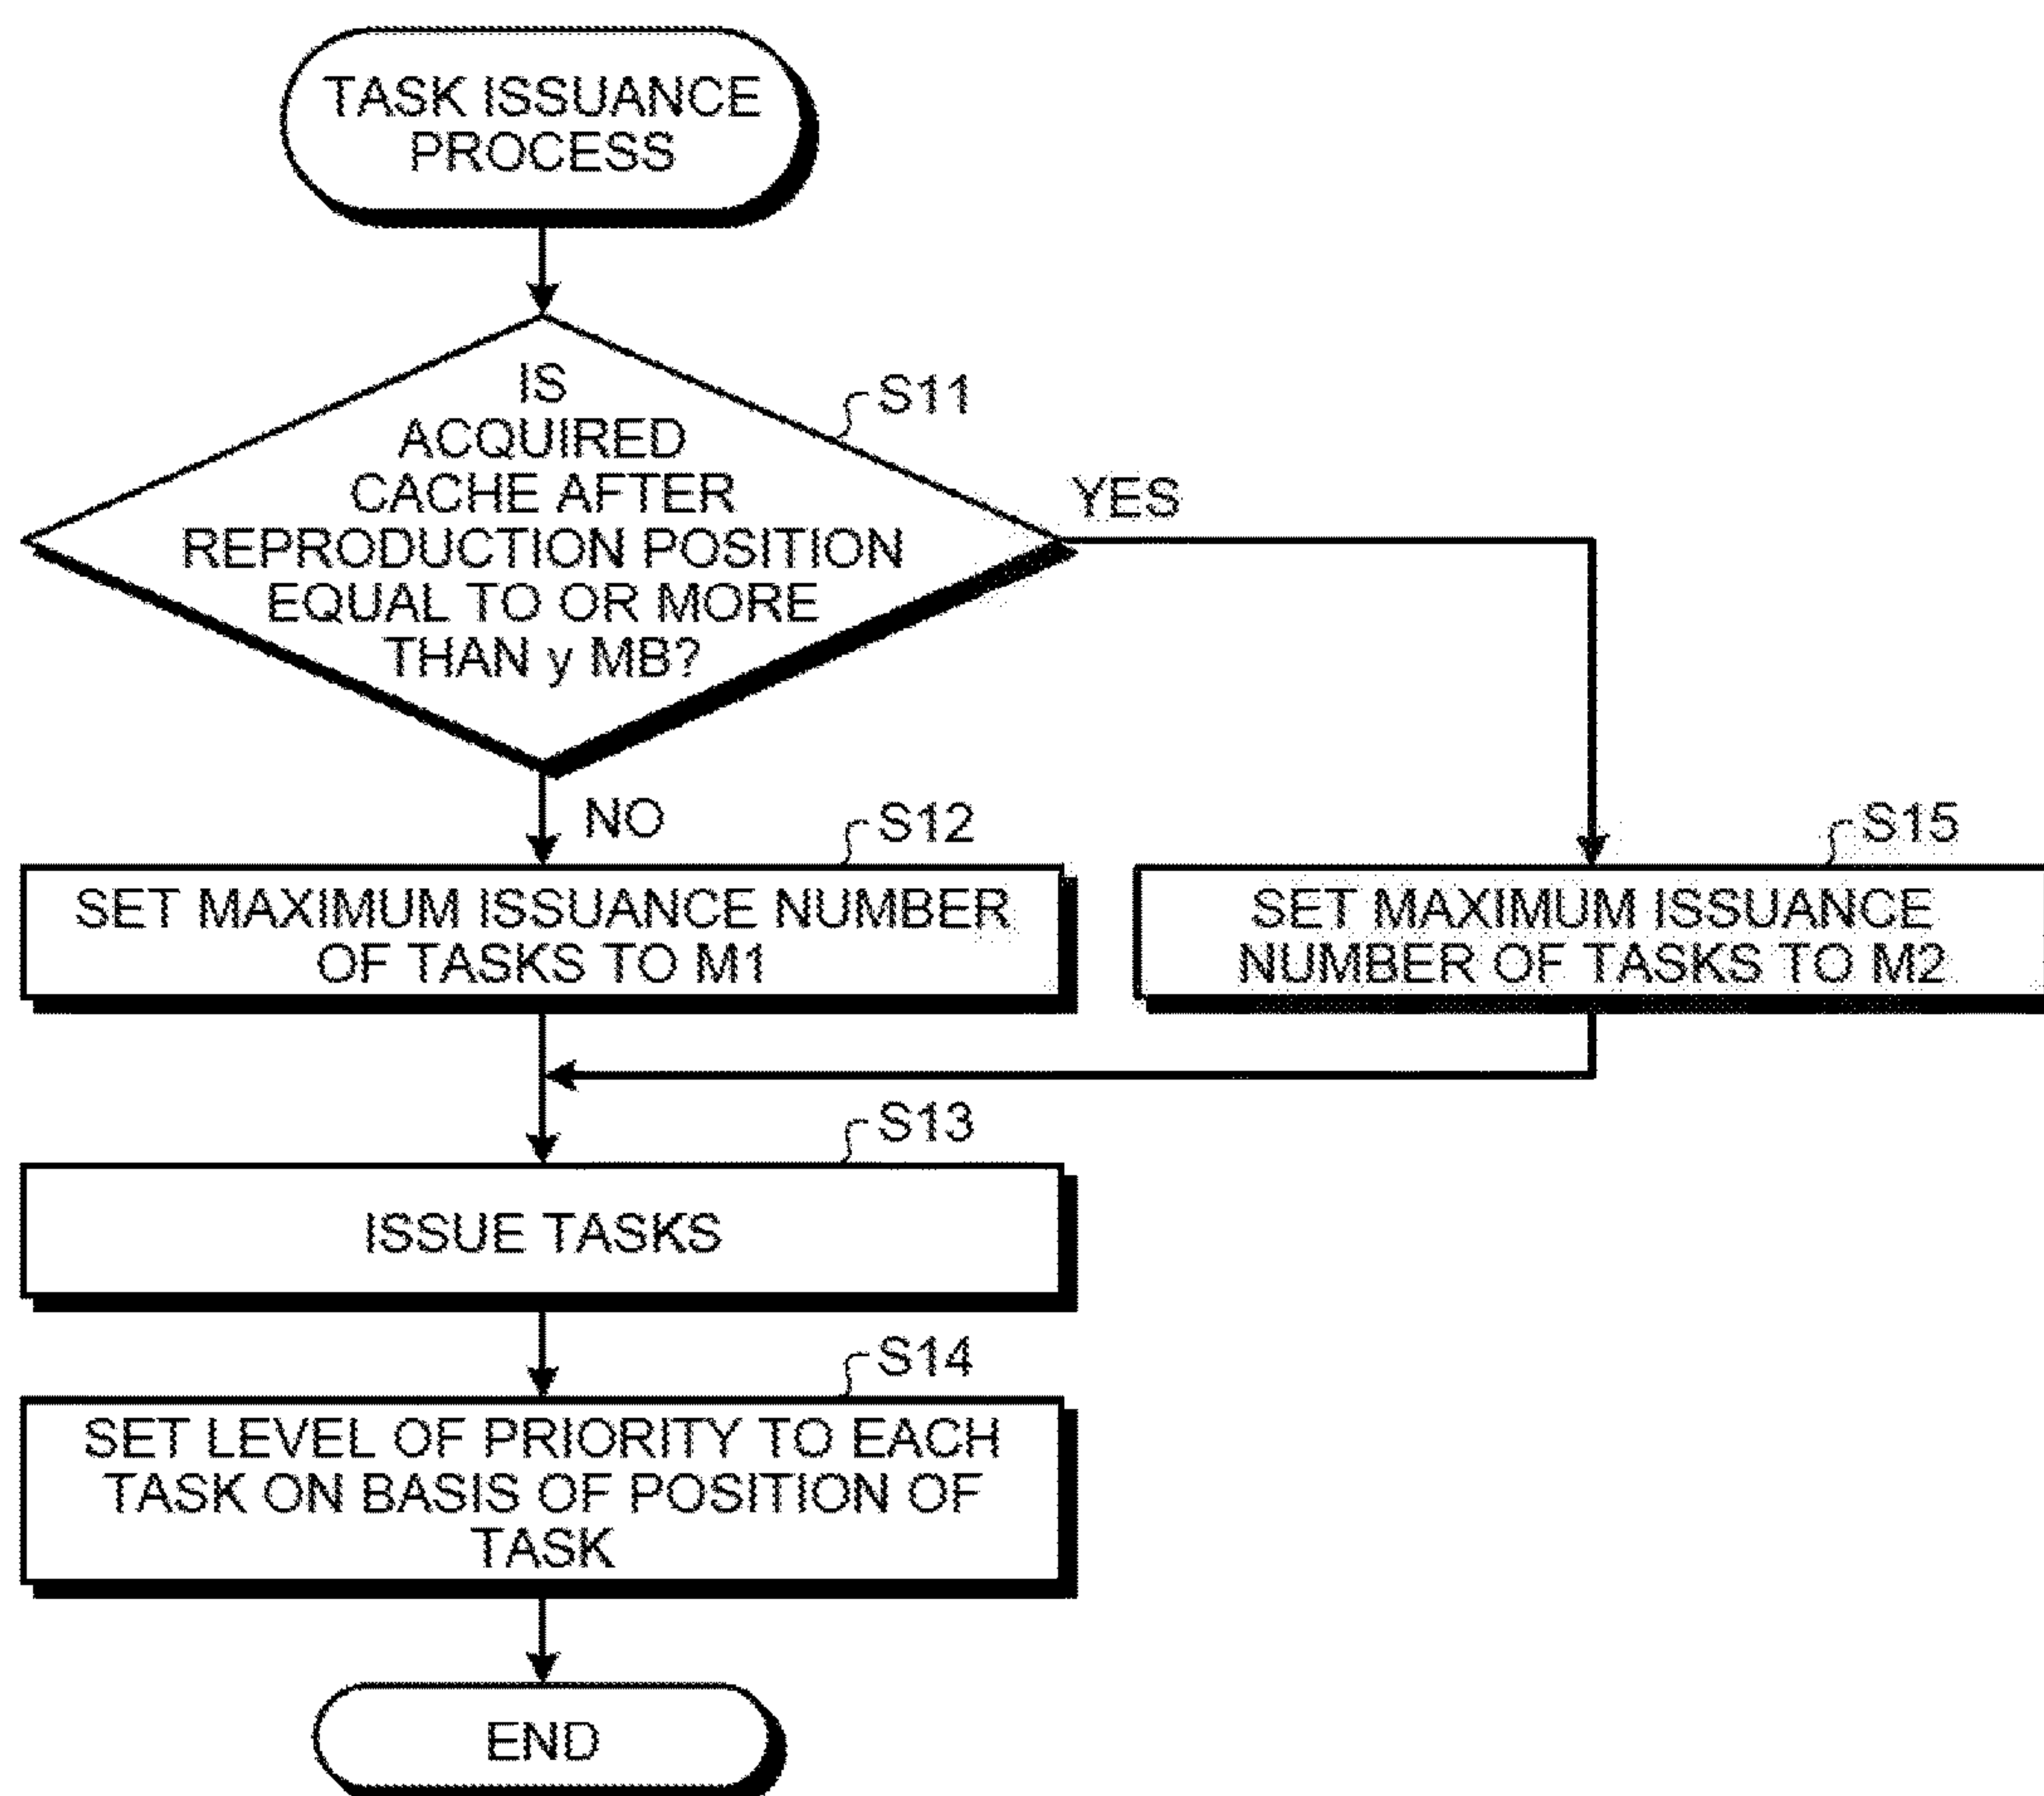 TASK ISSUANCE
PROCESS
S11
IS
ACQUIRED
CACHE AFTER
REPRODUCTION POSITION
EQUAL TO OR MORE
THAN y MB?
YES
NO
S12
SET MAXIMUM ISSUANCE NUMBER
OF TASKS TO M1
S15
SET MAXIMUM ISSUANCE
NUMBER OF TASKS TO M2
S13
ISSUE TASKS
S14
SET LEVEL OF PRIORITY TO EACH
TASK ON BASIS OF POSITION OF
TASK
END